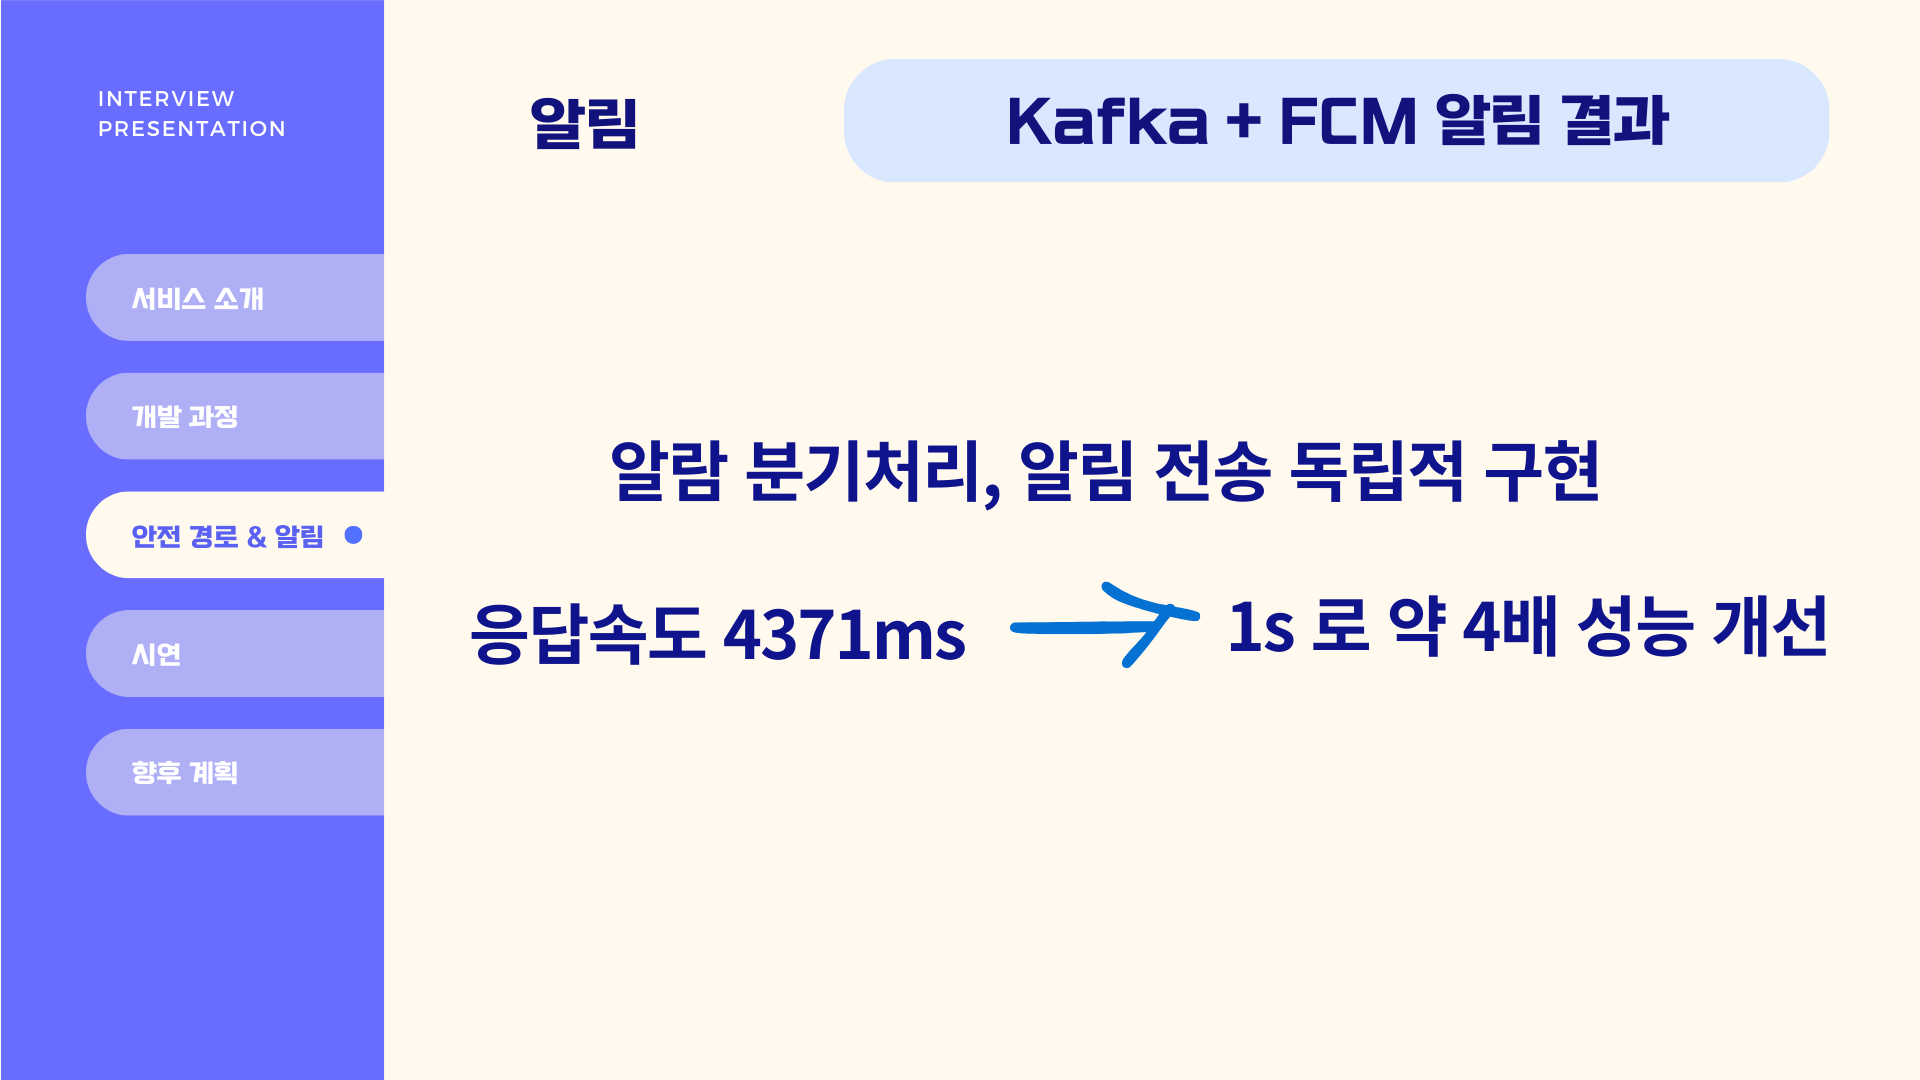 INTERVIEW
PRESENTATION
서비스 소개
개발 과정
안전 경로 & 알림
시연
향후 계획
알림
Kafka + FCM 알림 결과
알람 분기처리, 알림 전송 독립적 구현
응답속도 4371ms
1s 로 약 4배 성능 개선